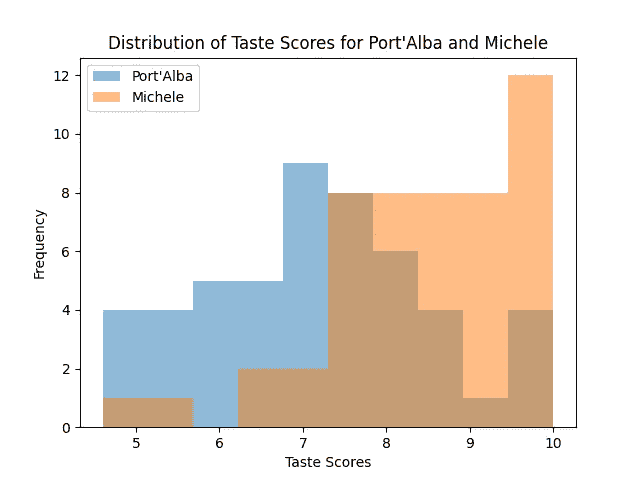 Distribution of Taste Scores for Port'Alba and Michele
Port'Alba
Michele
12
10
8
6
4
2
0
Frequency
5 6 7 8 9 10
Taste Scores